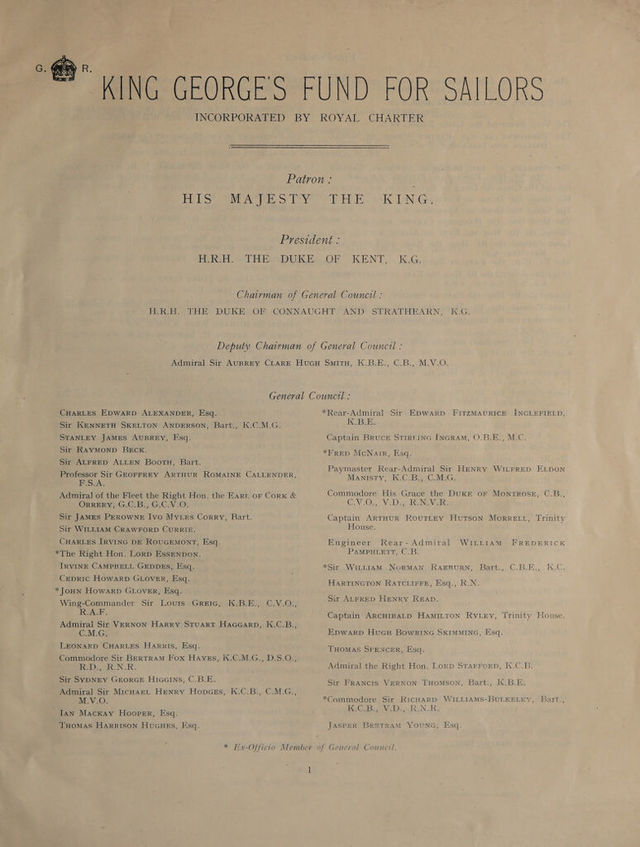 G. R.
KING GEORGE'S FUND FOR SAILORS
INCORPORATED BY ROYAL CHARTER
Patron :
HIS MAJESTY THE KING.
President :
H.R.H. THE DUKE OF KENT, K.G.
Chairman of General Council :
H.R.H. THE DUKE OF CONNAUGHT AND STRATHEARN, K.G.
Deputy Chairman of General Council :
Admiral Sir AUBREY CLARE HUGH SMITH, K.B.E., C.B., M.V.O.
General Council :
CHARLES EDWARD ALEXANDER, Esq.
Sir KENNETH SKELTON ANDERSON, Bart., K.C.M.G.
STANLEY JAMES AUBREY, Esq.
Sir RAYMOND BECK.
Sir ALFRED ALLEN BOOTH, Bart.
Professor Sir GEOFFREY ARTHUR ROMAINE CALLENDER,
F.S.A.
Admiral of the Fleet the Right Hon. the EARL OF CORK &
ORRERY, G.C.B., G.C.V.O.
Sir JAMES PEROWNE IVO MYLES CORRY, Bart.
Sir WILLIAM CRAWFORD CURRIE.
CHARLES IRVING DE ROUGEMONT, Esq.
*The Right Hon. LORD ESSENDON.
IRVINE CAMPBELL GEDDES, Esq.
CEDRIC HOWARD GLOVER, Esq.
*JOHN HOWARD GLOVER, Esq.
Wing-Commander Sir LOUIS GREIG, K.B.E., C.V.O.,
R.A.F.
Admiral Sir VERNON HARRY STUART HAGGARD, K.C.B.,
C.M.G.
LEONARD CHARLES HARRIS, Esq.
Commodore Sir BERTRAM FOX HAYES, K.C.M.G., D.S.O.,
R.D., R.N.R.
Sir SYDNEY GEORGE HIGGINS, C.B.E.
Admiral Sir MICHAEL HENRY HODGES, K.C.B., C.M.G.,
M.V.O.
IAN MACKAY HOOPER, Esq.
THOMAS HARRISON HUGHES, Esq.
*Rear-Admiral Sir EDWARD FITZMAURICE INGLEFIELD,
K.B.E.
Captain BRUCE STIRLING INGRAM, O.B.E., M.C.
*FRED MCNAIR, Esq.
Paymaster Rear-Admiral Sir HENRY WILFRED ELDON
MANISTY, K.C.B., C.M.G.
Commodore His Grace the DUKE OF MONTROSE, C.B.,
C.V.O., V.D., R.N.V.R.
Captain ARTHUR ROUTLEY HUTSON MORRELL, Trinity
House.
Engineer Rear-Admiral WILLIAM FREDERICK
PAMPHLETT, C.B.
*Sir WILLIAM NORMAN RAEBURN, Bart., C.B.E., K.C.
HARTINGTON RATCLIFFE, Esq., R.N.
Sir ALFRED HENRY READ.
Captain ARCHIBALD HAMILTON RYLEY, Trinity House.
EDWARD HUGH BOWRING SKIMMING, Esq.
THOMAS SPENCER, Esq.
Admiral the Right Hon. LORD STAFFORD, K.C.B.
Sir FRANCIS VERNON THOMSON, Bart., K.B.E.
*Commodore Sir RICHARD WILLIAMS-BULKELEY, Bart.,
K.C.B., V.D., R.N.R.
JASPER BERTRAM YOUNG, Esq.
* Ex-Officio Member of General Council.
1